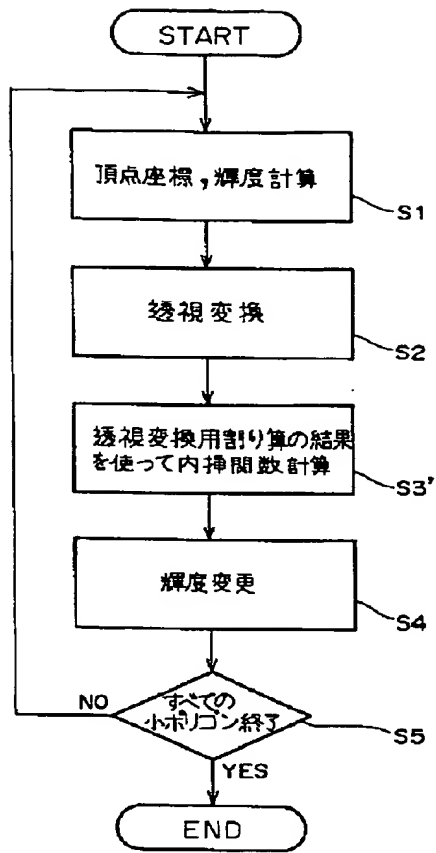 START
頂点座標,輝度計算
S1
透視変換
S2
透視変換用割り算の結果
を使って内挿関数計算
S3'
輝度変更
S4
すべての
小ポリゴン終了
S5
NO
YES
END